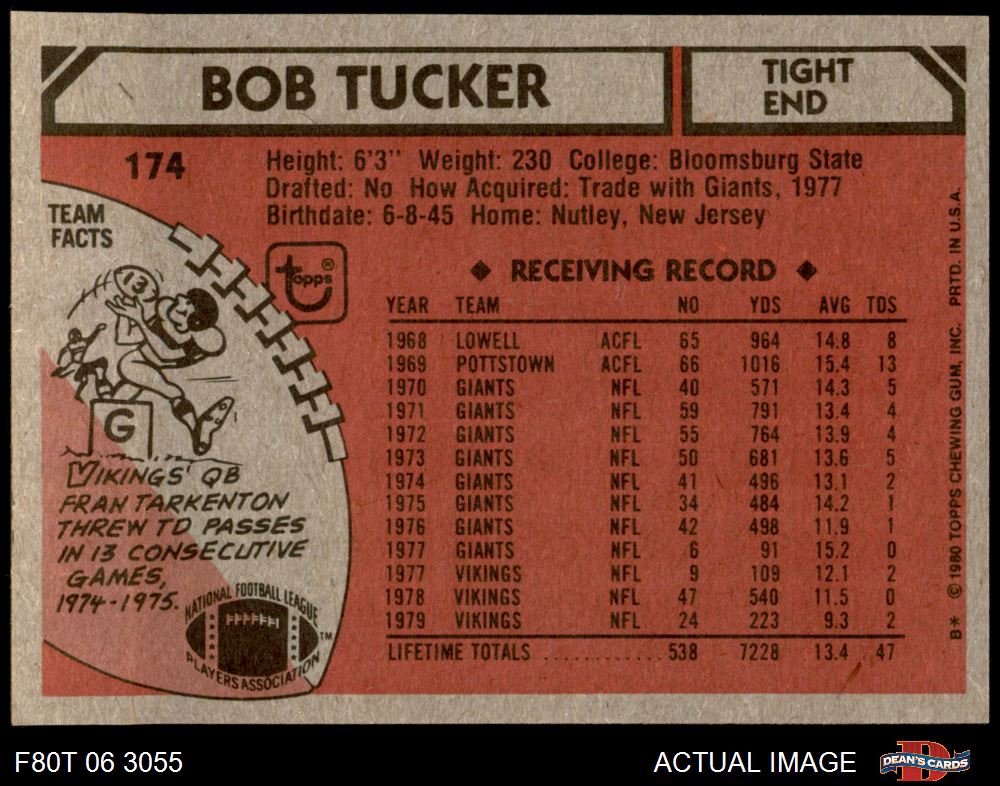 BOB TUCKER
TIGHT
END
174
Height: 6'3" Weight: 230 College: Bloomsburg State
Drafted: No How Acquired: Trade with Giants, 1977
Birthdate: 6-8-45 Home: Nutley, New Jersey
TEAM
FACTS
13
G
VIKINGS' QB
FRAN TARKENTON
THREW TD PASSES
IN 13 CONSECUTIVE
GAMES,
1974-1975.
topps®
NATIONAL FOOTBALL LEAGUE
PLAYERS ASSOCIATION
TM
◆ RECEIVING RECORD ◆
YEAR TEAM NO YDS AVG TDS
1968 LOWELL ACFL 65 964 14.8 8
1969 POTTSTOWN ACFL 66 1016 15.4 13
1970 GIANTS NFL 40 571 14.3 5
1971 GIANTS NFL 59 791 13.4 4
1972 GIANTS NFL 55 764 13.9 4
1973 GIANTS NFL 50 681 13.6 5
1974 GIANTS NFL 41 496 13.1 2
1975 GIANTS NFL 34 484 14.2 1
1976 GIANTS NFL 42 498 11.9 1
1977 GIANTS NFL 6 91 15.2 0
1977 VIKINGS NFL 9 109 12.1 2
1978 VIKINGS NFL 47 540 11.5 0
1979 VIKINGS NFL 24 223 9.3 2
LIFETIME TOTALS ............ 538 7228 13.4 47
B* © 1980 TOPPS CHEWING GUM, INC. PRTD. IN U.S.A.
F80T 06 3055
ACTUAL IMAGE
D
DEAN'S CARDS